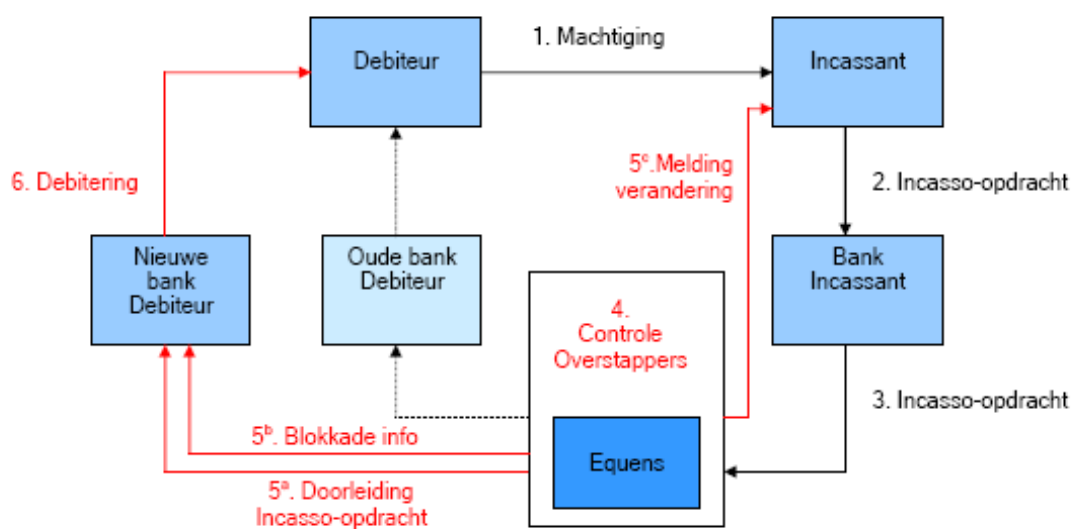 1. Machtiging
Debiteur
Incassant
6. Debitering
5c.Melding
verandering
2. Incasso-opdracht
Nieuwe
bank
Debiteur
Oude bank
Debiteur
Bank
Incassant
4.
Controle
Overstappers
3. Incasso-opdracht
5b. Blokkade info
Equens
5a. Doorleiding
Incasso-opdracht